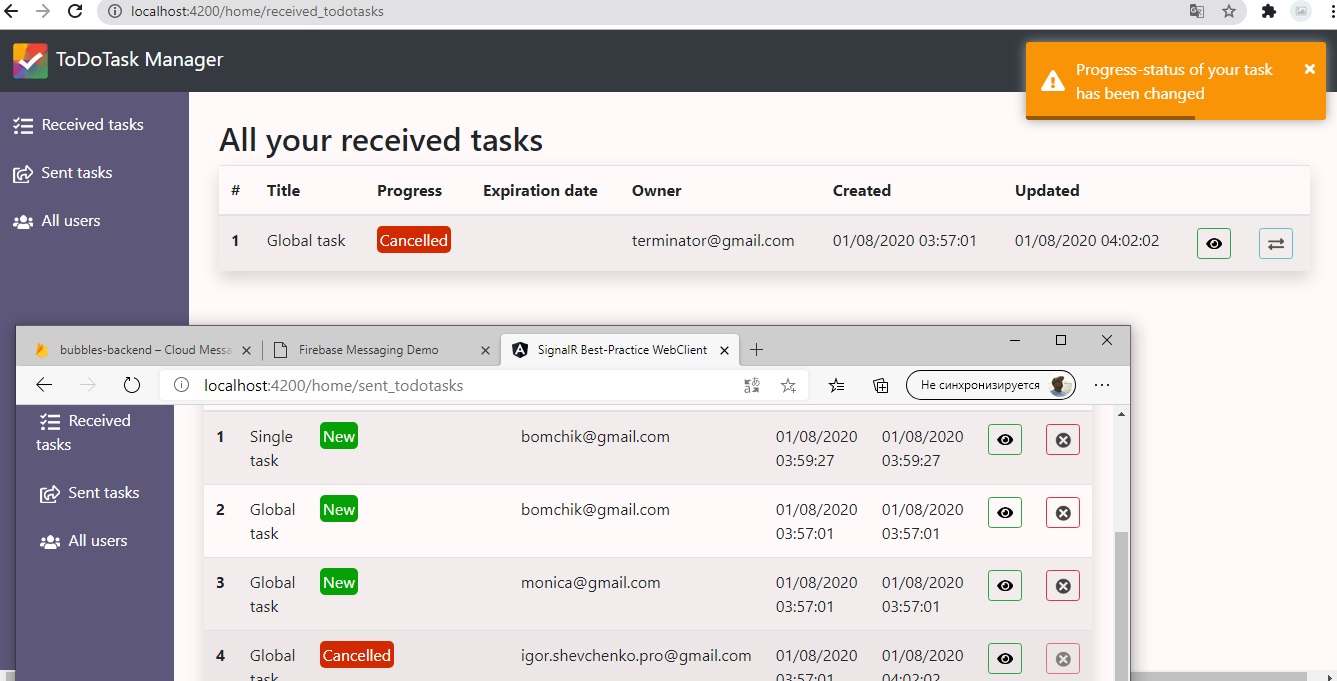 localhost:4200/home/received_todotasks
ToDoTask Manager
Progress-status of your task
has been changed
Received tasks
Sent tasks
All users
All your received tasks
# Title Progress Expiration date Owner Created Updated
1 Global task Cancelled terminator@gmail.com 01/08/2020 03:57:01 01/08/2020 04:02:02
bubbles-backend – Cloud Messa
Firebase Messaging Demo
SignalR Best-Practice WebClient
localhost:4200/home/sent_todotasks
Не синхронизируется
Received
tasks
Sent tasks
All users
1 Single New bomchik@gmail.com 01/08/2020 01/08/2020
task 03:59:27 03:59:27
2 Global New bomchik@gmail.com 01/08/2020 01/08/2020
task 03:57:01 03:57:01
3 Global New monica@gmail.com 01/08/2020 01/08/2020
task 03:57:01 03:57:01
4 Global Cancelled igor.shevchenko.pro@gmail.com 01/08/2020 01/08/2020
task 03:57:01 04:02:02